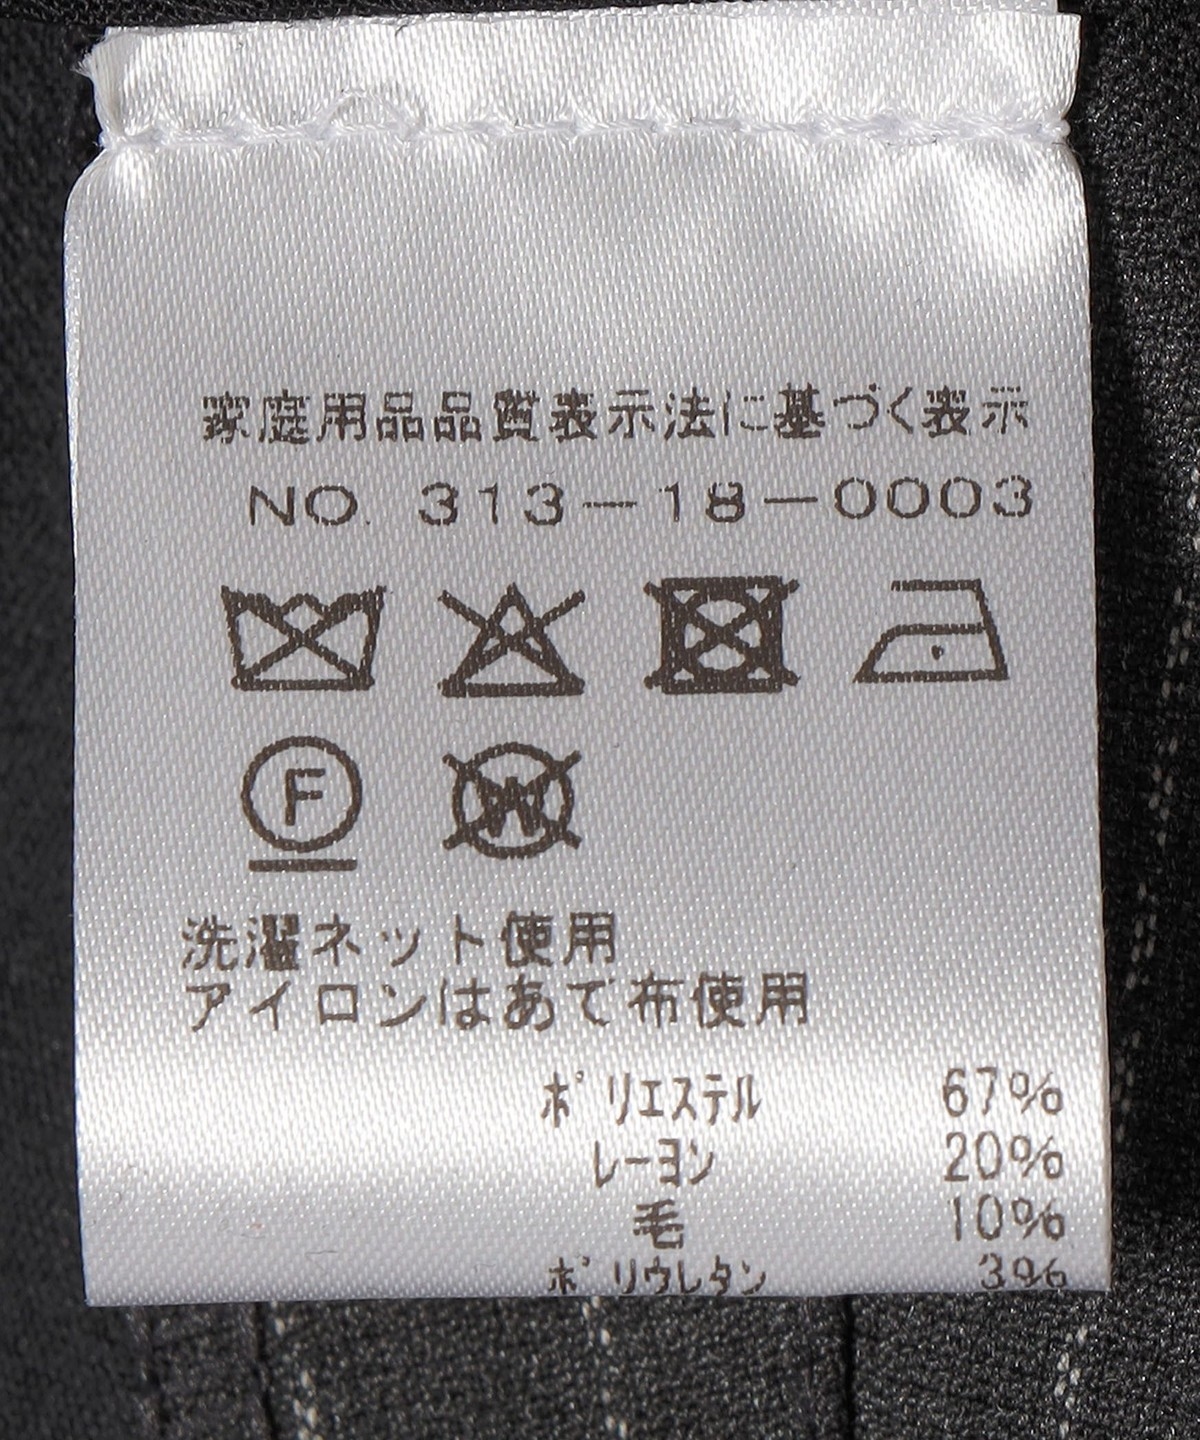 家庭用品品質表示法に基づく表示
NO. 313-18-0003
F
W
洗濯ネット使用
アイロンはあて布使用
ポリエステル 67%
レーヨン 20%
毛 10%
ポリウレタン 3%